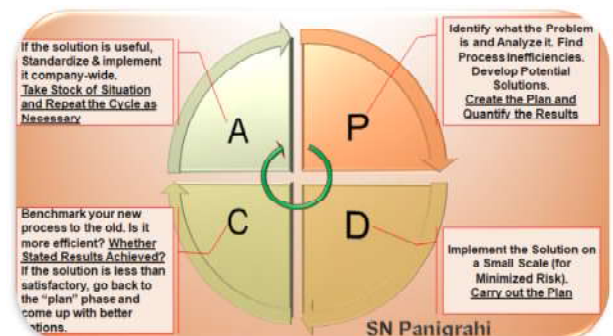 If the solution is useful,
Standardize & implement
it company-wide.
Take Stock of Situation
and Repeat the Cycle as
Necessary
A
Identify what the Problem
is and Analyze it. Find
Process Inefficiencies.
Develop Potential
Solutions.
Create the Plan and
Quantify the Results
P
Benchmark your new
process to the old. Is it
more efficient? Whether
Stated Results Achieved?
If the solution is less than
satisfactory, go back
to the "plan" phase and
come up with better
C
Implement the Solution on
a Small Scale (for
Minimized Risk).
Carry out the Plan
D
SN Panigrahi